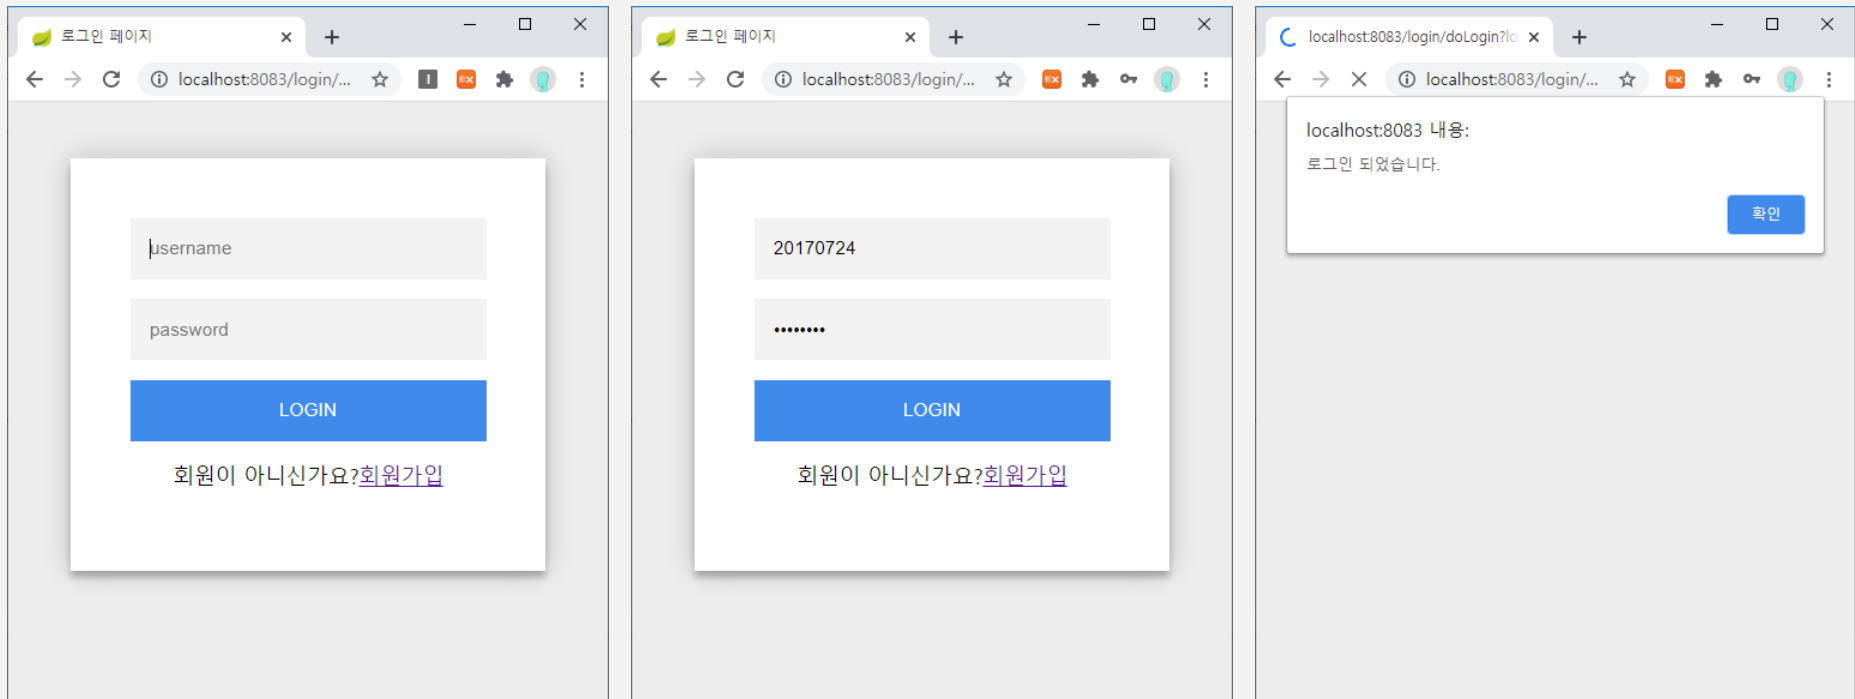 로그인 페이지
localhost:8083/login/...
username
password
LOGIN
회원이 아니신가요?회원가입
로그인 페이지
localhost:8083/login/...
20170724
••••••••
LOGIN
회원이 아니신가요?회원가입
localhost:8083/login/doLogin?lo
localhost:8083/login/...
localhost:8083 내용:
로그인 되었습니다.
확인